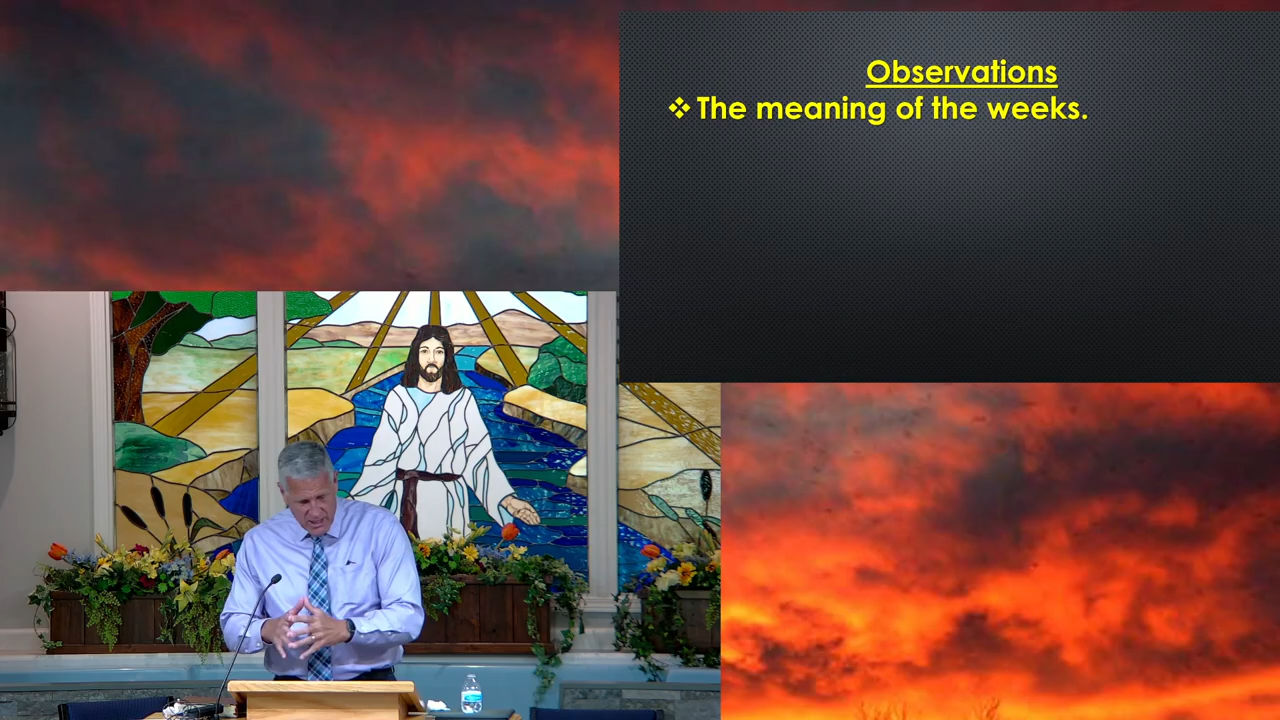 Observations
❖ The meaning of the weeks.